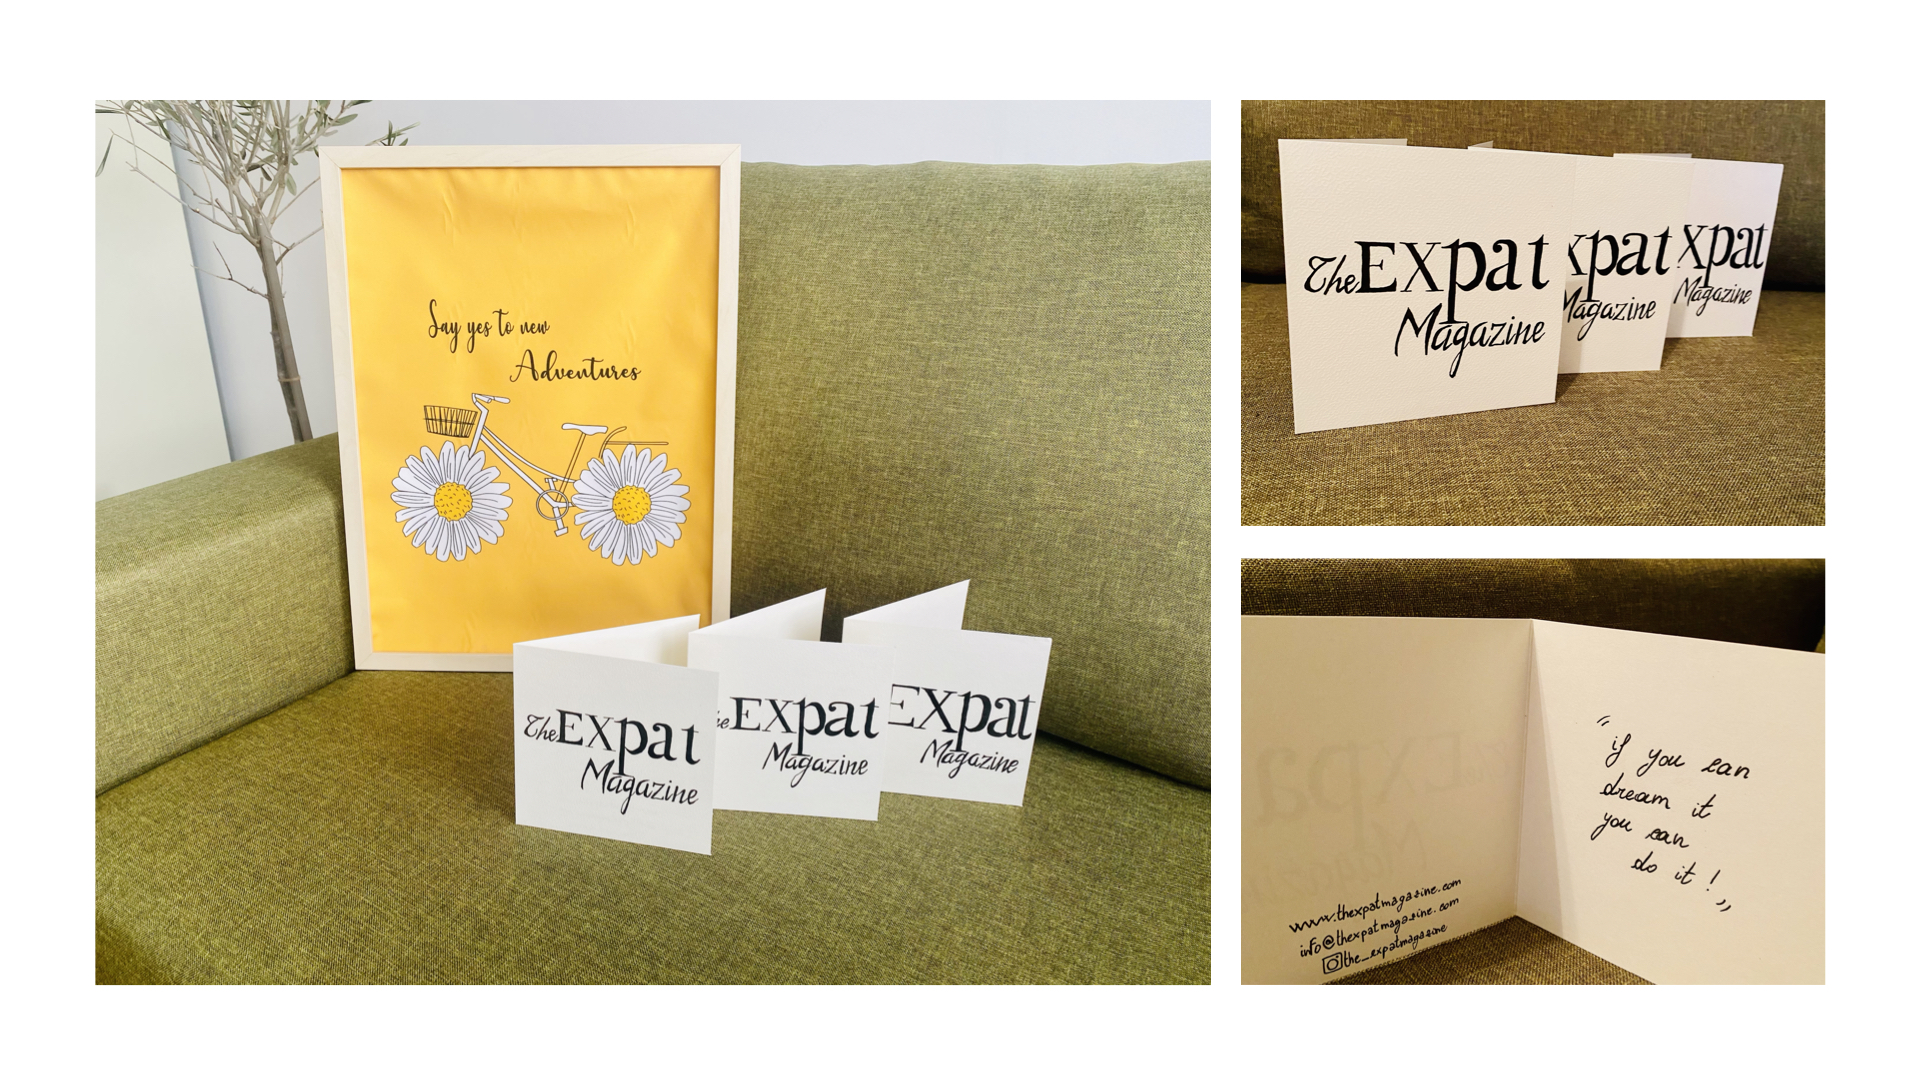 Say yes to new
Adventures
The Expat
Magazine
Expat
Magazine
Expat
Magazine
The Expat
Magazine
xpat
Magazine
xpat
Magazine
"if you can
dream it
you can
do it!"
www.thexpatmagazine.com
info@thexpatmagazine.com
the_expatmagazine